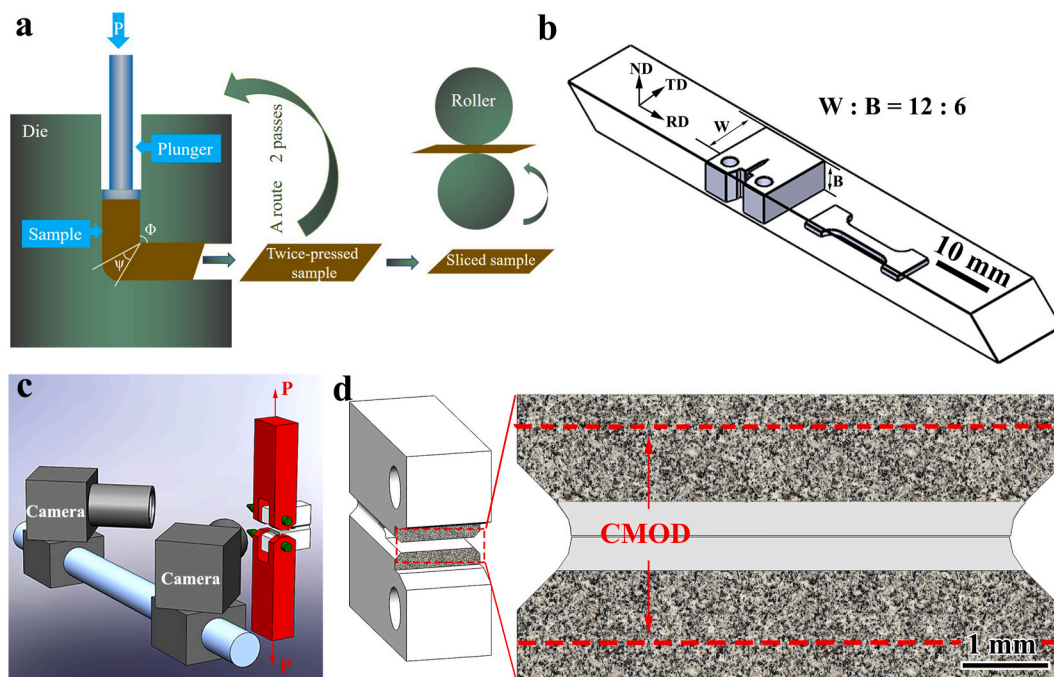 a
P
Die
Plunger
Sample
Φ
Ψ
A route 2 passes
Roller
Twice-pressed
sample
Sliced sample
b
ND
TD
RD
W
B
W : B = 12 : 6
10 mm
c
P
Camera
Camera
P
d
CMOD
1 mm